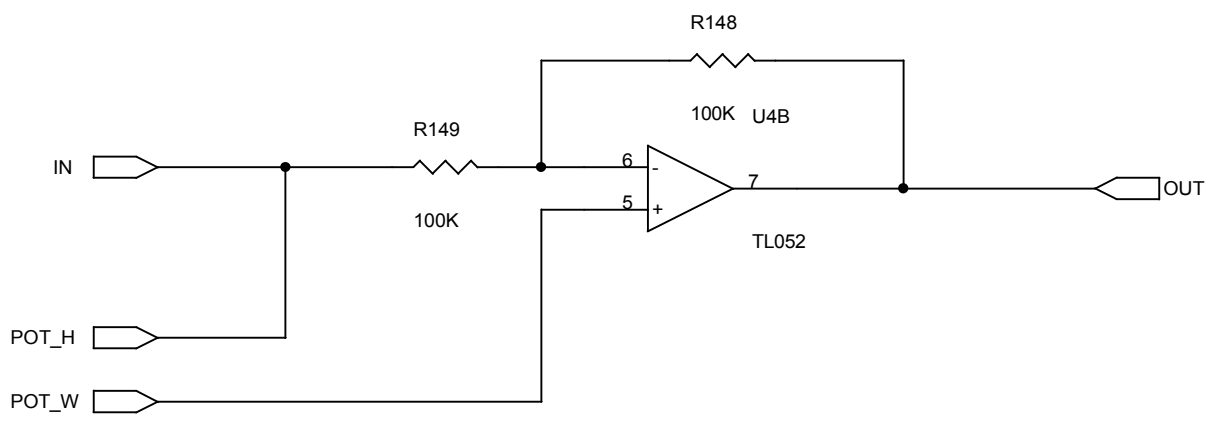 R148
100K
U4B
R149
IN
6
-
7
OUT
5
+
100K
TL052
POT_H
POT_W